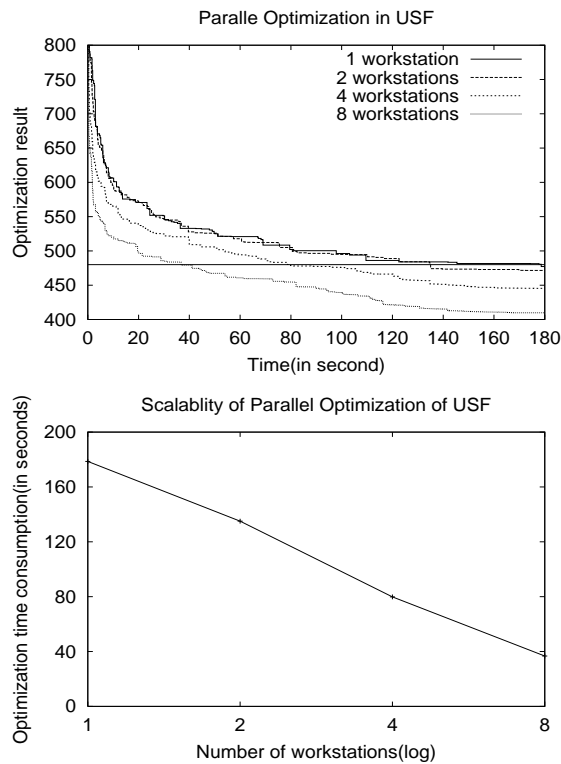 Paralle Optimization in USF
800
750
700
650
600
550
500
450
400
Optimization result
1 workstation
2 workstations
4 workstations
8 workstations
0 20 40 60 80 100 120 140 160 180
Time(in second)
Scalablity of Parallel Optimization of USF
200
160
120
80
40
0
Optimization time consumption(in seconds)
1 2 4 8
Number of workstations(log)